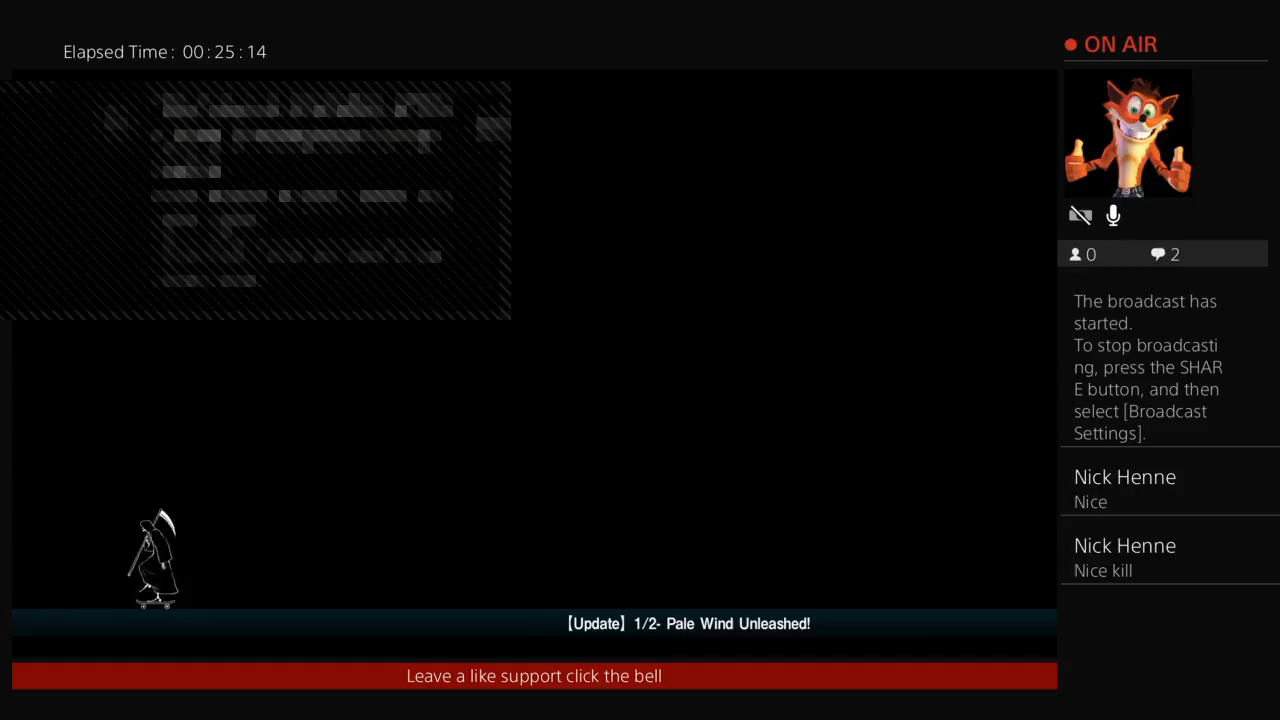 Elapsed Time: 00:25:14
ON AIR
0 2
The broadcast has
started.
To stop broadcasti
ng, press the SHAR
E button, and then
select [Broadcast
Settings].
Nick Henne
Nice
Nick Henne
Nice kill
【Update】1/2- Pale Wind Unleashed!
Leave a like support click the bell